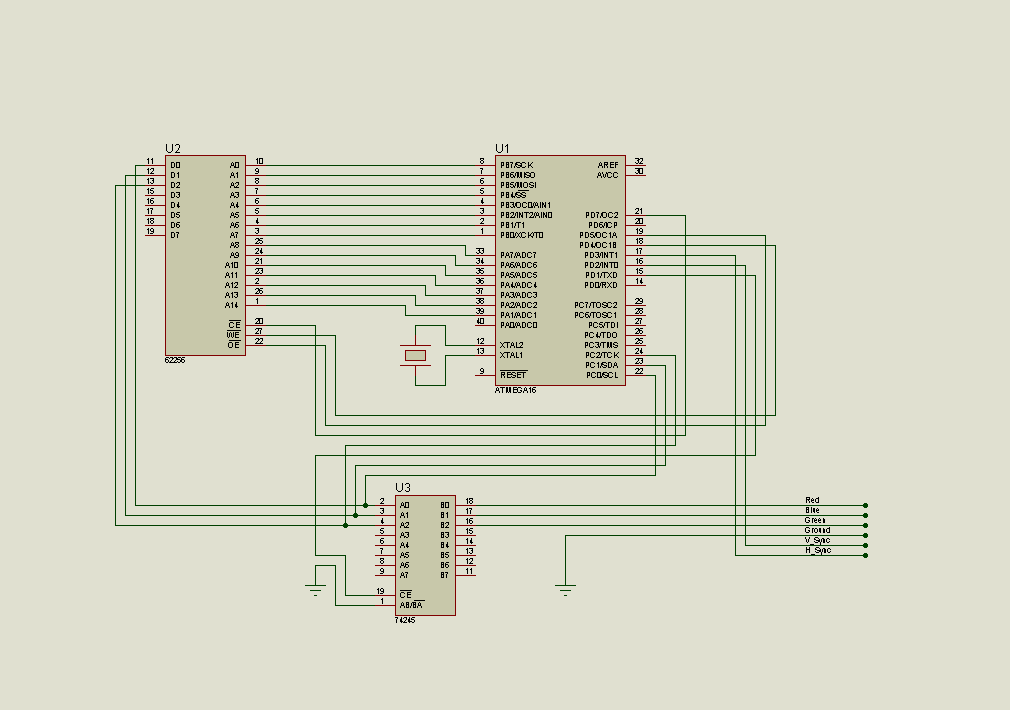 U2
11 D0 A0 10
12 D1 A1 9
13 D2 A2 8
15 D3 A3 7
16 D4 A4 6
17 D5 A5 5
18 D6 A6 4
19 D7 A7 3
A8 25
A9 24
A10 21
A11 23
A12 2
A13 26
A14 1
CE 20
WE 27
OE 22
62256
U1
8 PB7/SCK AREF 32
7 PB6/MISO AVCC 30
6 PB5/MOSI
5 PB4/SS
4 PB3/OC0/AIN1
3 PB2/INT2/AIN0 PD7/OC2 21
2 PB1/T1 PD6/ICP 20
1 PB0/XCK/T0 PD5/OC1A 19
PD4/OC1B 18
33 PA7/ADC7 PD3/INT1 17
34 PA6/ADC6 PD2/INT0 16
35 PA5/ADC5 PD1/TXD 15
36 PA4/ADC4 PD0/RXD 14
37 PA3/ADC3
38 PA2/ADC2 PC7/TOSC2 29
39 PA1/ADC1 PC6/TOSC1 28
40 PA0/ADC0 PC5/TDI 27
PC4/TDO 26
12 XTAL2 PC3/TMS 25
13 XTAL1 PC2/TCK 24
PC1/SDA 23
9 RESET PC0/SCL 22
ATMEGA16
U3
2 A0 B0 18
3 A1 B1 17
4 A2 B2 16
5 A3 B3 15
6 A4 B4 14
7 A5 B5 13
8 A6 B6 12
9 A7 B7 11
19 CE
1 AB/BA
74245
Red
Blue
Green
Ground
V_Sync
H_Sync